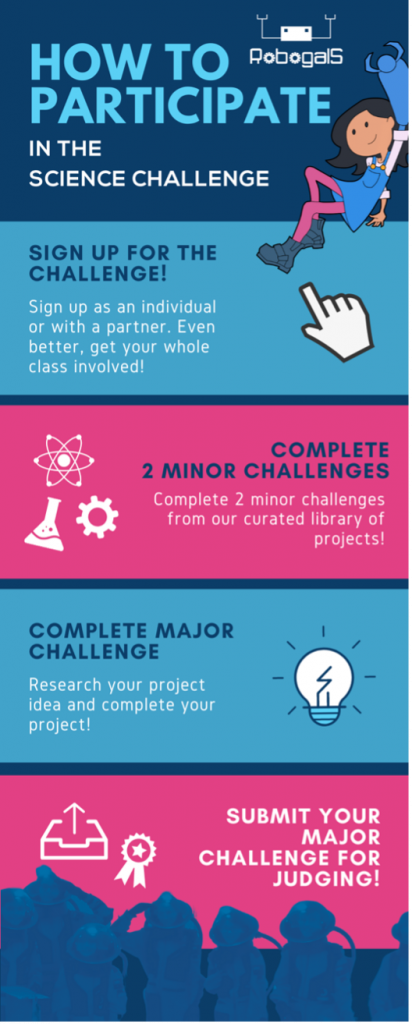 RobogalS
HOW TO
PARTICIPATE
IN THE
SCIENCE CHALLENGE
SIGN UP FOR THE
CHALLENGE!
Sign up as an individual
or with a partner. Even
better, get your whole
class involved!
COMPLETE
2 MINOR CHALLENGES
Complete 2 minor challenges
from our curated library of
projects!
COMPLETE MAJOR
CHALLENGE
Research your project
idea and complete your
project!
SUBMIT YOUR
MAJOR
CHALLENGE FOR
JUDGING!